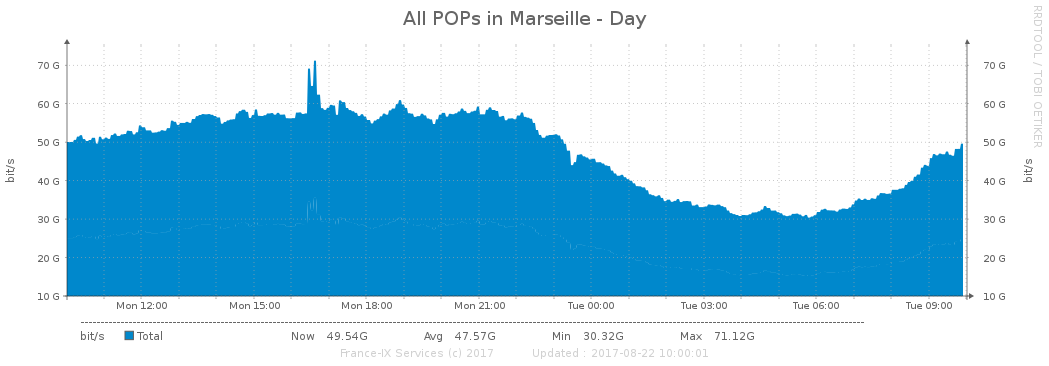 All POPs in Marseille - Day
RRDTOOL / TOBI OETIKER
bit/s
70 G
60 G
50 G
40 G
30 G
20 G
10 G
70 G
60 G
50 G
40 G
30 G
20 G
10 G
bit/s
Mon 12:00 Mon 15:00 Mon 18:00 Mon 21:00 Tue 00:00 Tue 03:00 Tue 06:00 Tue 09:00
bit/s Total Now 49.54G Avg 47.57G Min 30.32G Max 71.12G
France-IX Services (c) 2017 Updated : 2017-08-22 10:00:01